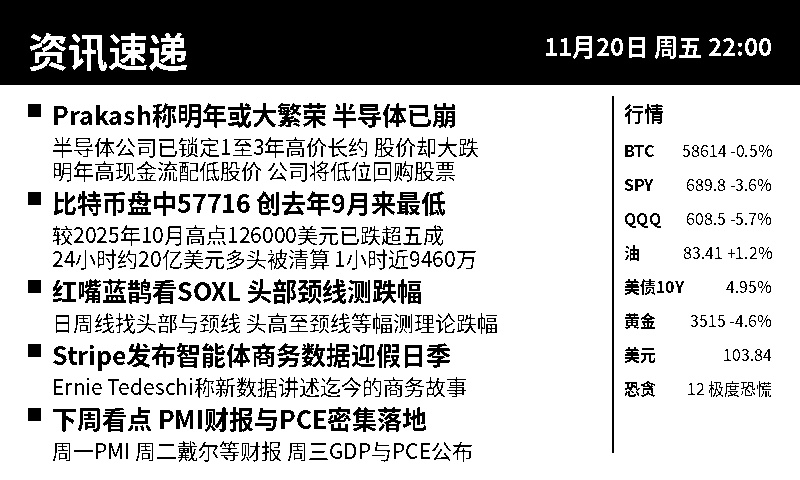 资讯速递
11月20日 周五 22:00
Prakash称明年或大繁荣 半导体已崩
半导体公司已锁定1至3年高价长约 股价却大跌
明年高现金流配低股价 公司将低位回购股票
比特币盘中57716 创去年9月来最低
较2025年10月高点126000美元已跌超五成
24小时约20亿美元多头被清算 1小时近9460万
红嘴蓝鹊看SOXL 头部颈线测跌幅
日周线找头部与颈线 头高至颈线等幅测理论跌幅
Stripe发布智能体商务数据迎假日季
Ernie Tedeschi称新数据讲述迄今的商务故事
下周看点 PMI财报与PCE密集落地
周一PMI 周二戴尔等财报 周三GDP与PCE公布
行情
BTC 58614 -0.5%
SPY 689.8 -3.6%
QQQ 608.5 -5.7%
油 83.41 +1.2%
美债10Y 4.95%
黄金 3515 -4.6%
美元 103.84
恐贪 12 极度恐慌